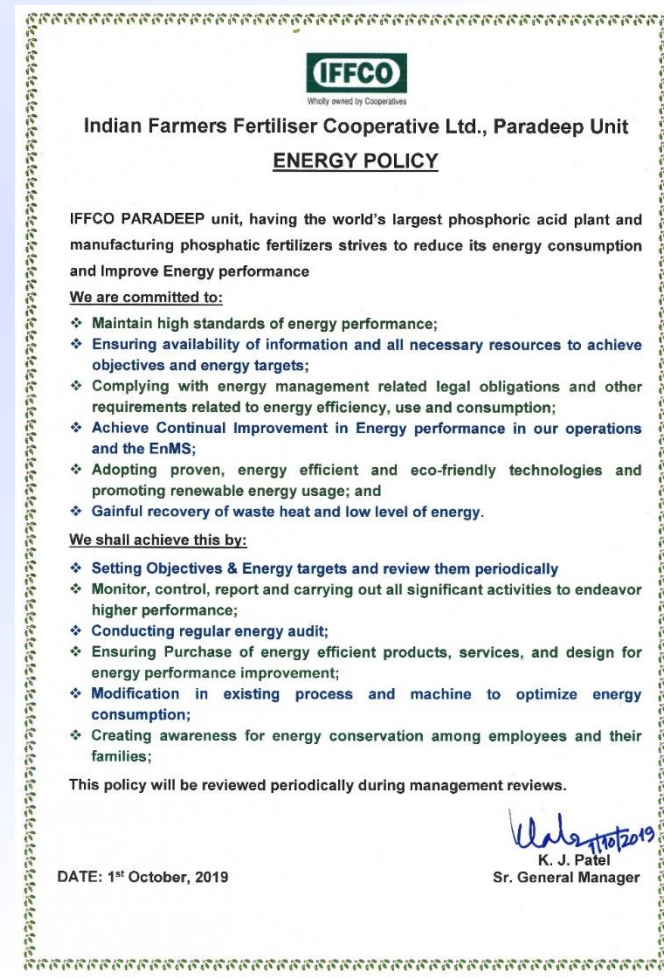 IFFCO
Wholly owned by Cooperatives
Indian Farmers Fertiliser Cooperative Ltd., Paradeep Unit
ENERGY POLICY
IFFCO PARADEEP unit, having the world's largest phosphoric acid plant and
manufacturing phosphatic fertilizers strives to reduce its energy consumption
and Improve Energy performance
We are committed to:
❖ Maintain high standards of energy performance;
❖ Ensuring availability of information and all necessary resources to achieve
objectives and energy targets;
❖ Complying with energy management related legal obligations and other
requirements related to energy efficiency, use and consumption;
❖ Achieve Continual Improvement in Energy performance in our operations
and the EnMS;
❖ Adopting proven, energy efficient and eco-friendly technologies and
promoting renewable energy usage; and
❖ Gainful recovery of waste heat and low level of energy.
We shall achieve this by:
❖ Setting Objectives & Energy targets and review them periodically
❖ Monitor, control, report and carrying out all significant activities to endeavor
higher performance;
❖ Conducting regular energy audit;
❖ Ensuring Purchase of energy efficient products, services, and design for
energy performance improvement;
❖ Modification in existing process and machine to optimize energy
consumption;
❖ Creating awareness for energy conservation among employees and their
families;
This policy will be reviewed periodically during management reviews.
1/10/2019
K. J. Patel
DATE: 1st October, 2019 Sr. General Manager